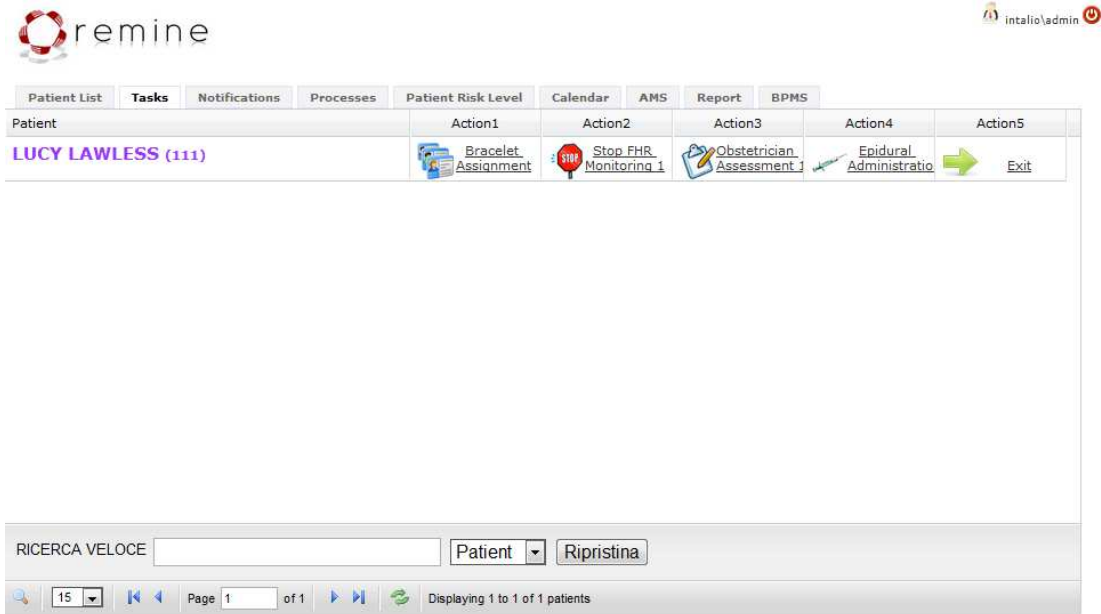 remine
intalio\admin
Patient List Tasks Notifications Processes Patient Risk Level Calendar AMS Report BPMS
Patient Action1 Action2 Action3 Action4 Action5
LUCY LAWLESS (111)
Bracelet
Assignment
STOP
Stop FHR
Monitoring 1
Obstetrician
Assessment 1
Epidural
Administratio
Exit
RICERCA VELOCE Patient Ripristina
15 Page 1 of 1 Displaying 1 to 1 of 1 patients